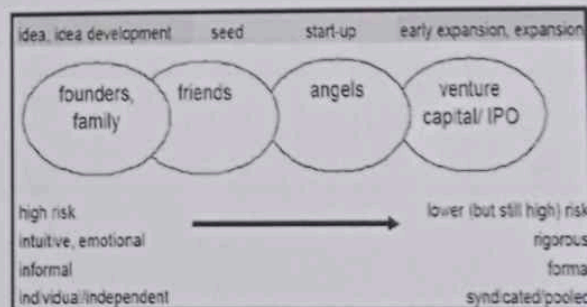 idea, idea development seed start-up early expansion, expansion
founders, family
friends
angels
venture capital/ IPO
high risk lower (but still high) risk
intuitive, emotional rigorous
informal formal
individual/independent syndicated/pooled